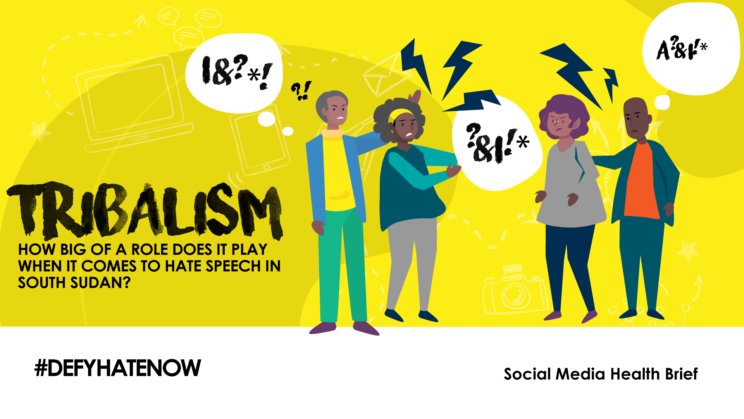 I&?*!
?!
A?&!*
?&!*
TRIBALISM
HOW BIG OF A ROLE DOES IT PLAY
WHEN IT COMES TO HATE SPEECH IN
SOUTH SUDAN?
#DEFYHATENOW
Social Media Health Brief